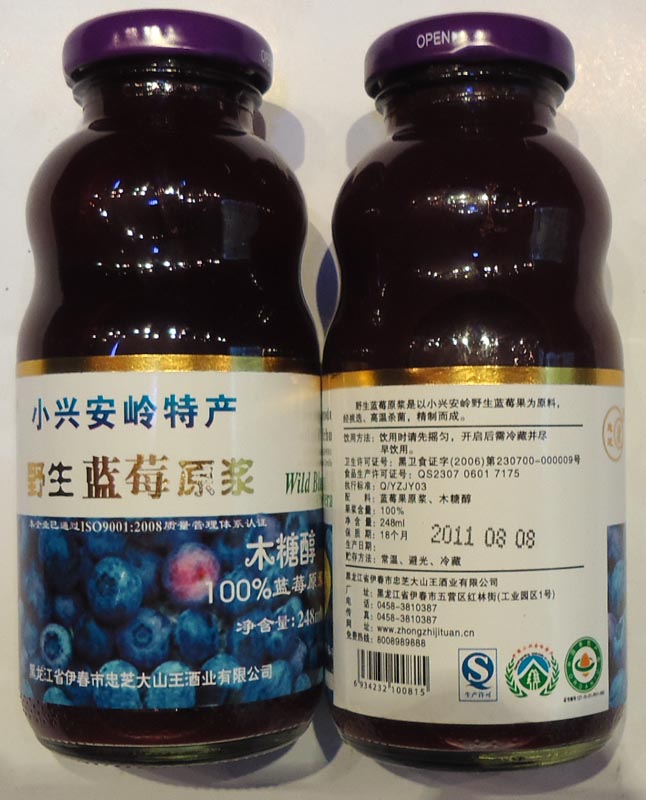 小兴安岭特产
野生蓝莓原浆
Wild
本企业已通过ISO9001:2008质量管理体系认证
木糖醇
100%蓝莓原浆
净含量:248ml
黑龙江省伊春市忠芝大山王酒业有限公司
OPEN
野生蓝莓原浆是以小兴安岭野生蓝莓果为原料,
经挑选、高温杀菌,精制而成。
饮用方法:饮用时请先摇匀,开启后需冷藏并尽
早饮用。
卫生许可证号:黑卫食证字(2006)第230700-000009号
食品生产许可证号:QS2307 0601 7175
执行标准:Q/YZJY03
配 料:蓝莓果原浆、木糖醇
果浆含量:100%
净 含 量:248ml
保 质 期:18个月
生产日期:
2011 08 08
贮存方法:常温、避光、冷藏
黑龙江省伊春市忠芝大山王酒业有限公司
厂 址:黑龙江省伊春市五营区红林街(工业园区1号)
电 话:0458-3810387
传 真:0458-3810387
网 址:www.zhongzhijituan.cn
免费热线:8008989888
6 934232 100815
QS
生产许可